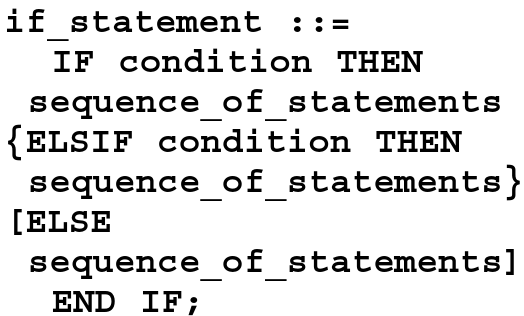 if_statement ::=
IF condition THEN
sequence_of_statements
{ELSIF condition THEN
sequence_of_statements}
[ELSE
sequence_of_statements]
END IF;